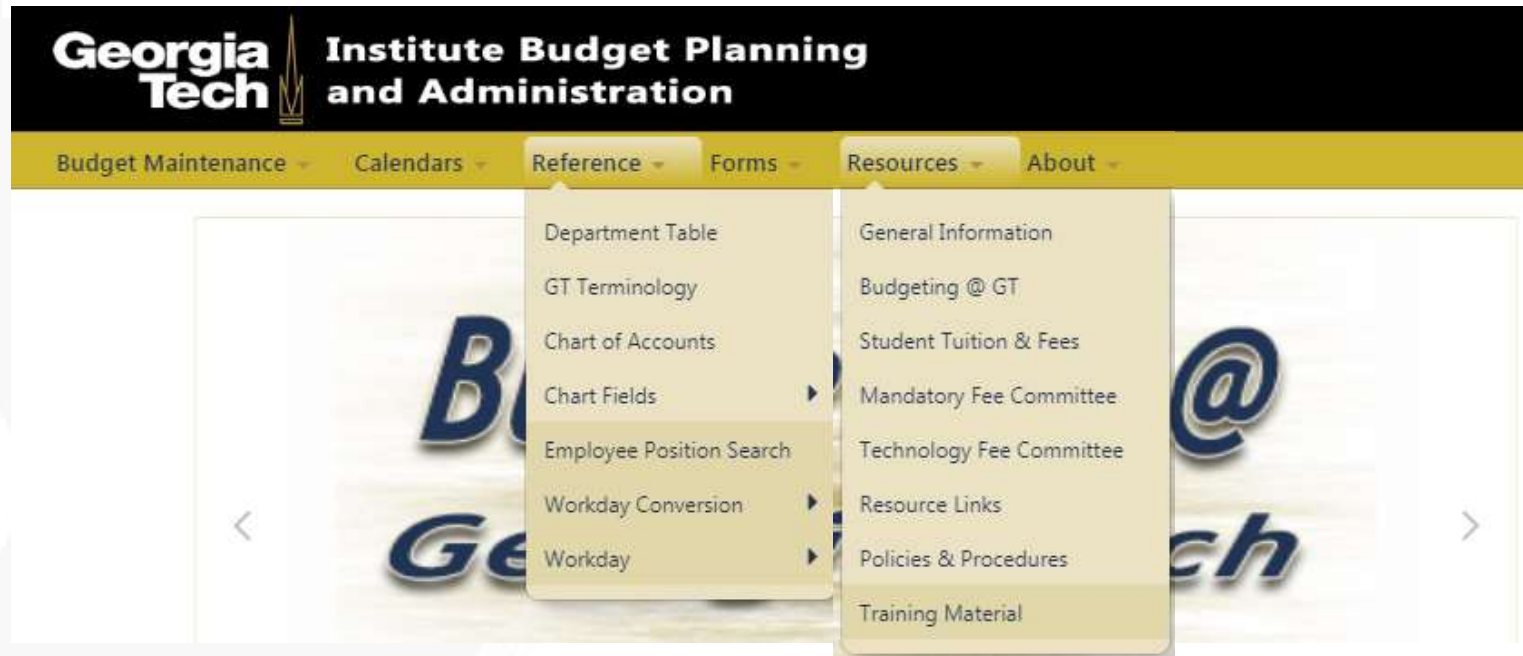 Georgia
Tech
Institute Budget Planning
and Administration
Budget Maintenance
Calendars
Reference
Forms
Resources
About
Department Table
GT Terminology
Chart of Accounts
Chart Fields
Employee Position Search
Workday Conversion
Workday
General Information
Budgeting @ GT
Student Tuition & Fees
Mandatory Fee Committee
Technology Fee Committee
Resource Links
Policies & Procedures
Training Material
@